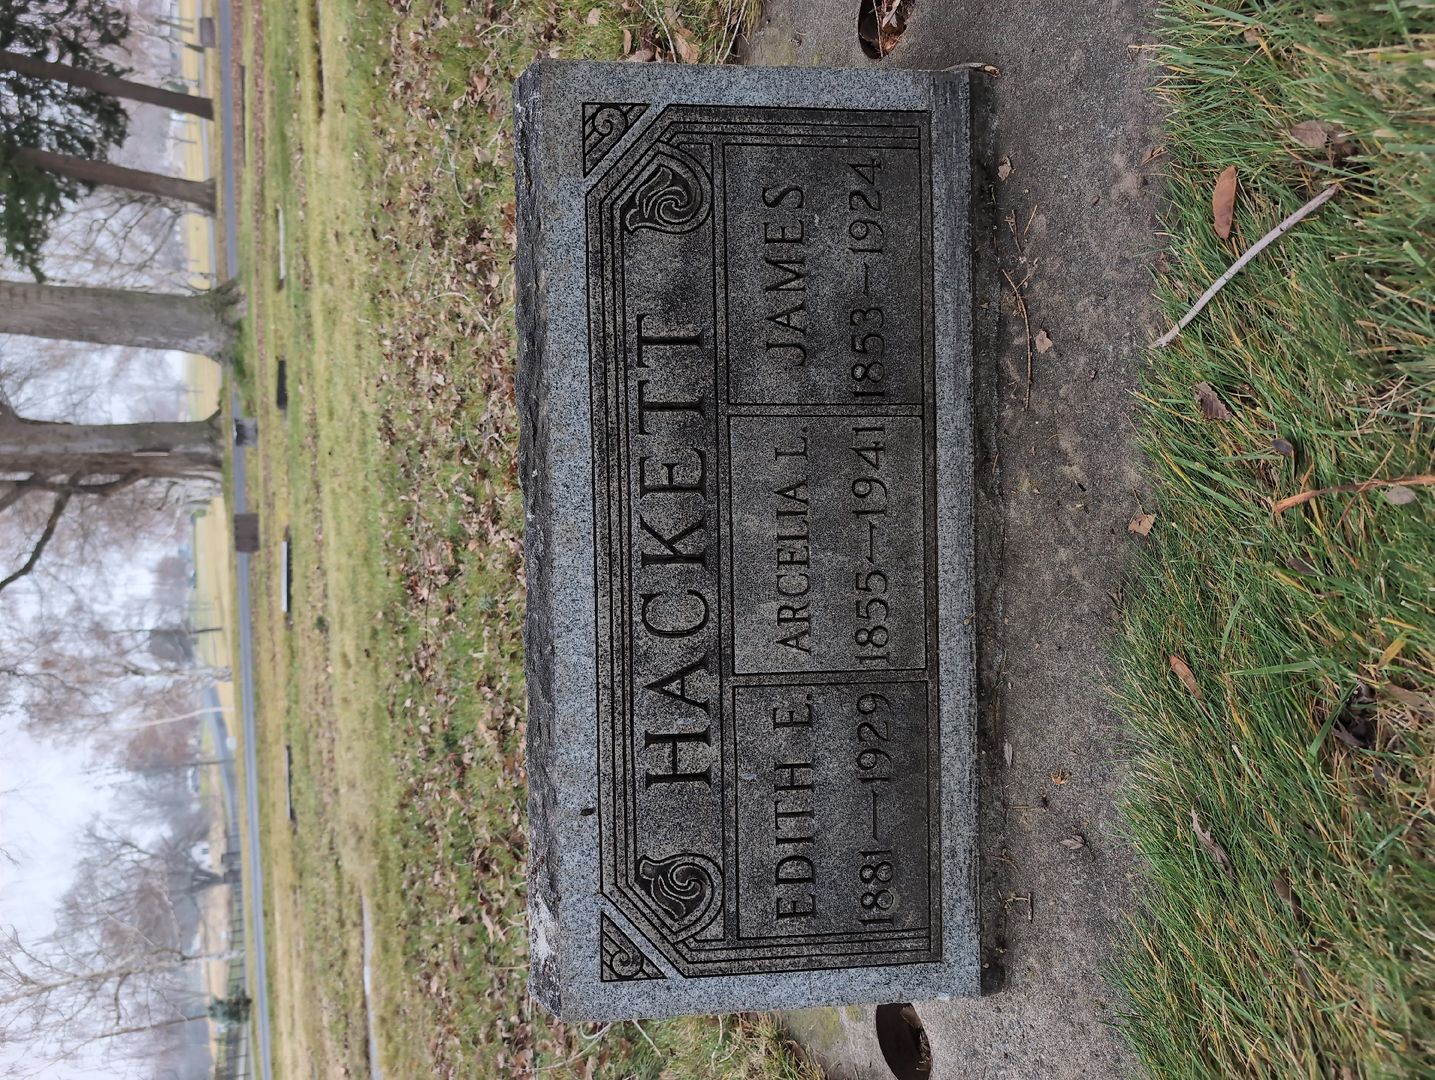 HACKETT
EDITH E.
1881—1929
ARCELIA L.
1855—1941
JAMES
1853—1924